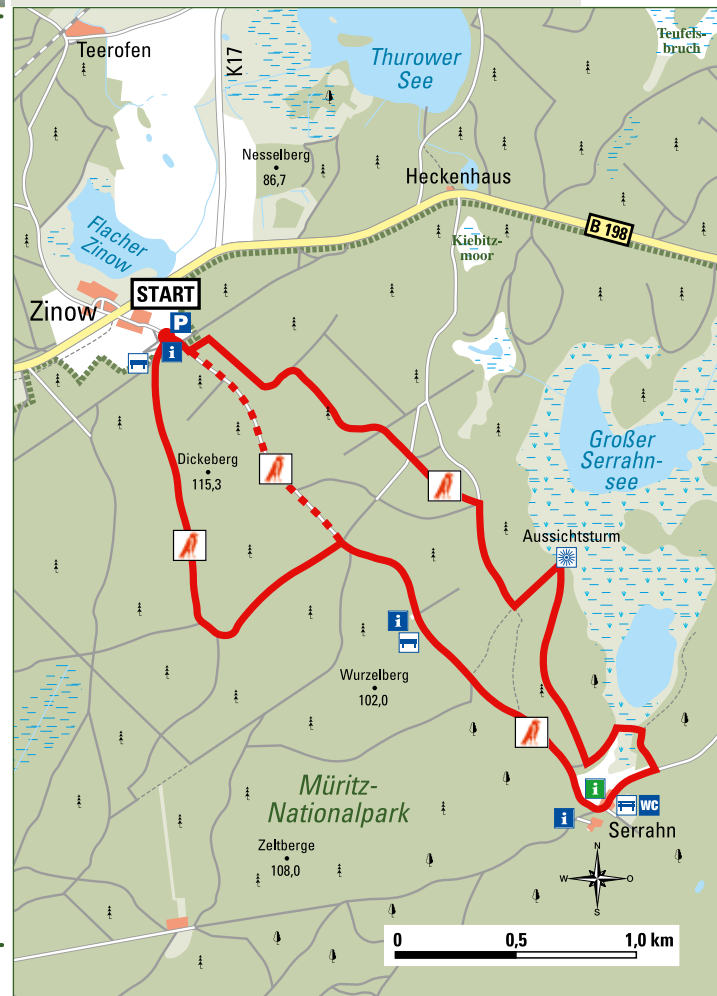 Teerofen
K17
Thurower
See
Teufels-
bruch
Nesselberg
86,7
Heckenhaus
Flacher
Zinow
B 198
Kiebitz-
moor
START
Zinow
P
i
Großer
Serrahn-
see
Dickeberg
115,3
Aussichtsturm
i
Wurzelberg
102,0
Müritz-
Nationalpark
i
WC
i
Serrahn
Zeltberge
108,0
N
W
O
S
0
0,5
1,0 km